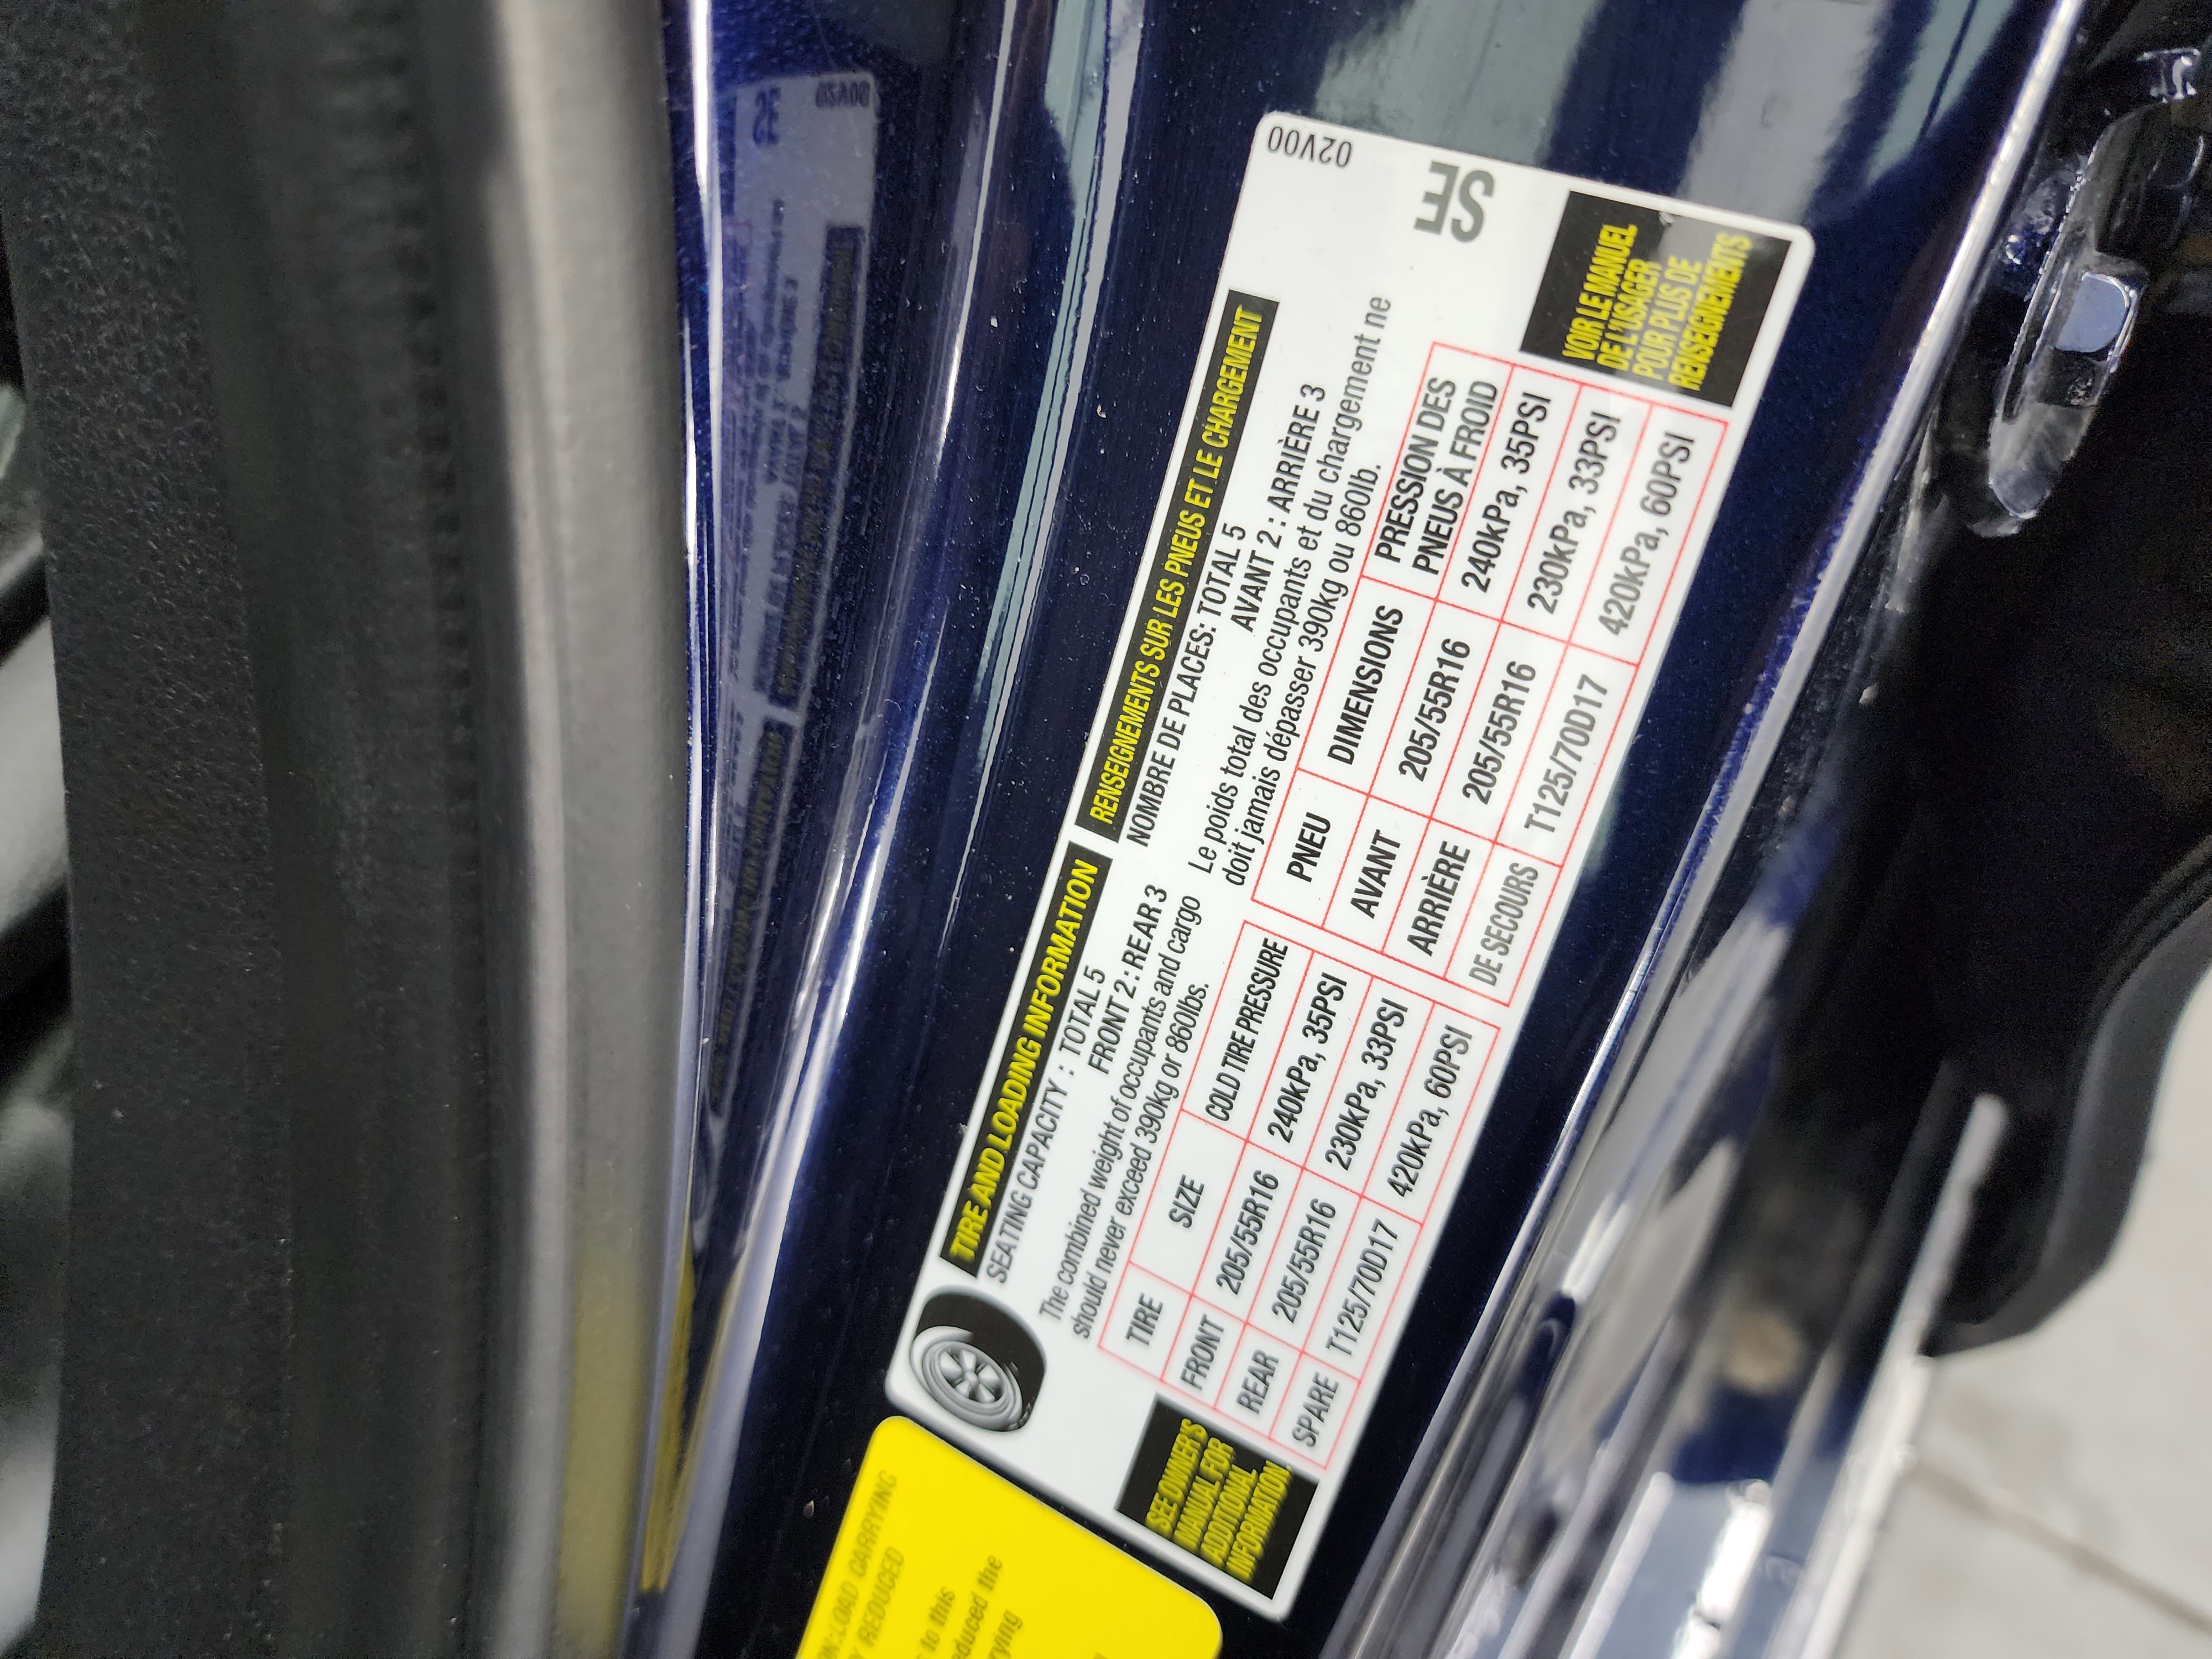 TIRE AND LOADING INFORMATION
SEATING CAPACITY : TOTAL 5
FRONT 2 : REAR 3
The combined weight of occupants and cargo
should never exceed 390kg or 860lbs.
TIRE SIZE COLD TIRE PRESSURE
FRONT 205/55R16 240kPa, 35PSI
REAR 205/55R16 230kPa, 33PSI
SPARE T125/70D17 420kPa, 60PSI
SEE OWNER'S
MANUAL FOR
ADDITIONAL
INFORMATION
RENSEIGNEMENTS SUR LES PNEUS ET LE CHARGEMENT
NOMBRE DE PLACES: TOTAL 5
AVANT 2 : ARRIÈRE 3
Le poids total des occupants et du chargement ne
doit jamais dépasser 390kg ou 860lb.
PNEU DIMENSIONS PRESSION DES
PNEUS À FROID
AVANT 205/55R16 240kPa, 35PSI
ARRIÈRE 205/55R16 230kPa, 33PSI
DE SECOURS T125/70D17 420kPa, 60PSI
VOIR LE MANUEL
DE L'USAGER
POUR PLUS DE
RENSEIGNEMENTS
02V00
SE
LOAD CARRYING
REDUCED
to this
the